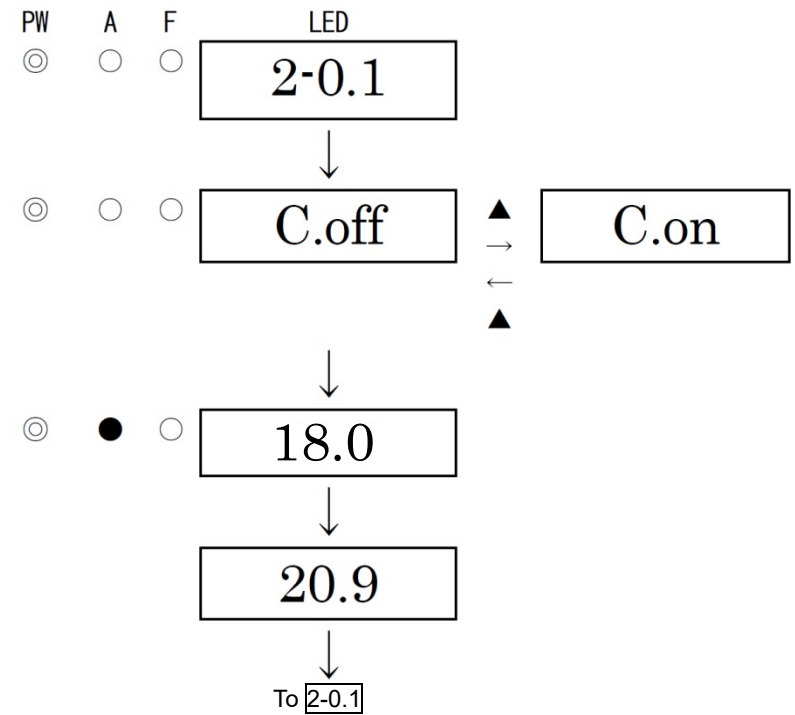 PW A F LED
◎ ○ ○ 2-0.1
↓
◎ ○ ○ C.off ▲ → ← ▲ C.on
↓
◎ ● ○ 18.0
↓
20.9
↓
To 2-0.1